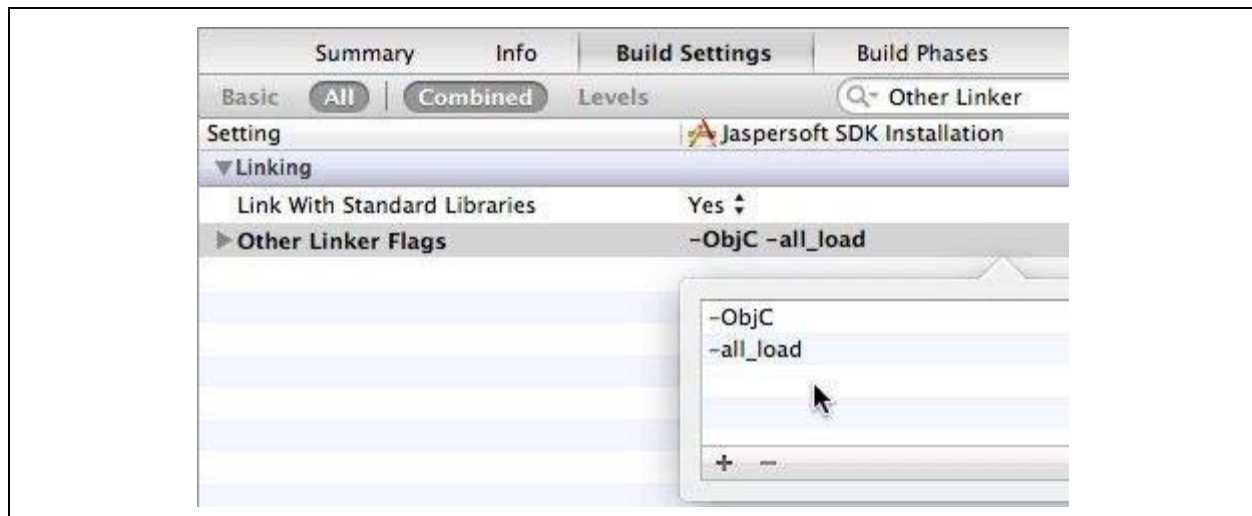 Summary Info Build Settings Build Phases
Basic All Combined Levels Other Linker
Setting Jaspersoft SDK Installation
Linking
Link With Standard Libraries Yes
Other Linker Flags -ObjC -all_load
-ObjC
-all_load
+ -